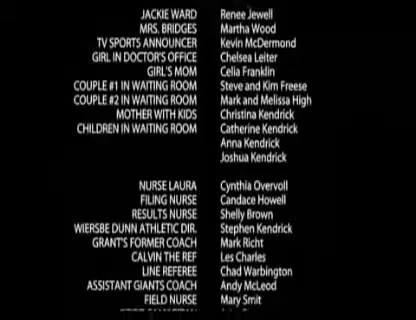 JACKIE WARD Renee Jewell
MRS. BRIDGES Martha Wood
TV SPORTS ANNOUNCER Kevin McDermond
GIRL IN DOCTOR'S OFFICE Chelsea Leiter
GIRL'S MOM Celia Franklin
COUPLE #1 IN WAITING ROOM Steve and Kim Freese
COUPLE #2 IN WAITING ROOM Mark and Melissa High
MOTHER WITH KIDS Christina Kendrick
CHILDREN IN WAITING ROOM Catherine Kendrick
Anna Kendrick
Joshua Kendrick
NURSE LAURA Cynthia Overvoll
FILING NURSE Candace Howell
RESULTS NURSE Shelly Brown
WIERSBE DUNN ATHLETIC DIR. Stephen Kendrick
GRANT'S FORMER COACH Mark Richt
CALVIN THE REF Les Charles
LINE REFEREE Chad Warbington
ASSISTANT GIANTS COACH Andy McLeod
FIELD NURSE Mary Smit